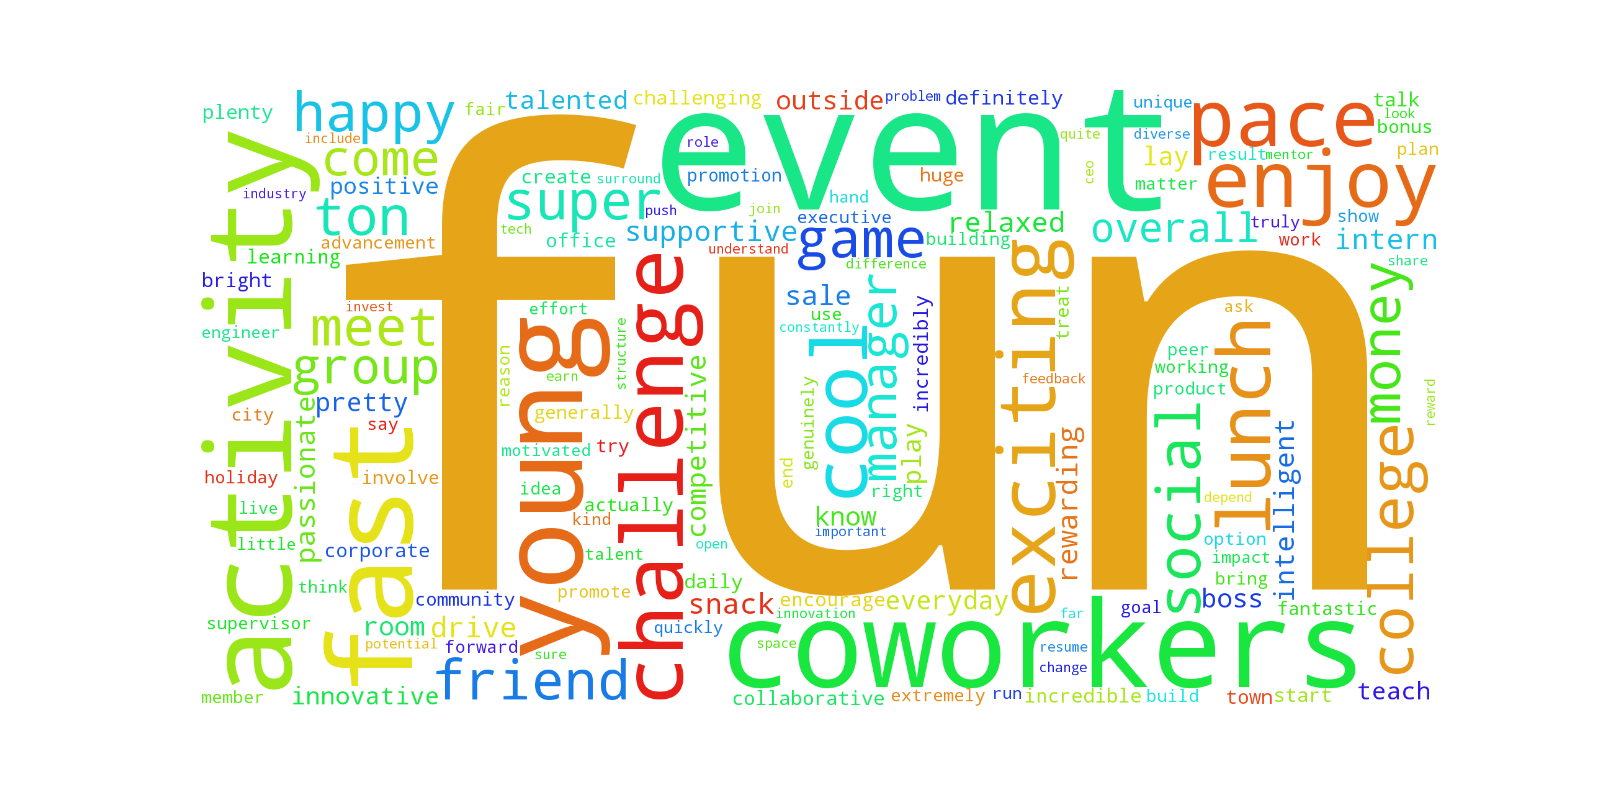 plenty
happy
fair
talented
challenging
outside
problem
definitely
event
unique
pace
talk
look
bonus
include
come
role
quite
diverse
lay
result
mentor
plan
industry
positive
create
surround
super
push
promotion
huge
ceo
matter
enjoy
activity
ton
advancement
tech
office
supportive
understand
join
hand
executive
game
relaxed
building
overall
truly
work
show
intern
share
learning
bright
invest
fun
effort
difference
sale
use
constantly
engineer
meet
group
young
structure
challenge
cool
manager
incredibly
exciting
treat
ask
lunch
money
reason
earn
feedback
peer
working
product
reward
city
pretty
say
generally
competitive
genuinely
play
rewarding
social
intelligent
college
holiday
passionate
fast
involve
motivated
try
idea
actually
kind
end
right
know
important
depend
option
live
little
corporate
talent
open
impact
bring
think
community
promote
daily
snack
encourage
everyday
innovation
far
goal
boss
fantastic
supervisor
room
drive
potential
forward
sure
quickly
space
coworkers
resume
change
member
innovative
friend
collaborative
extremely
run
incredible
build
town
start
teach